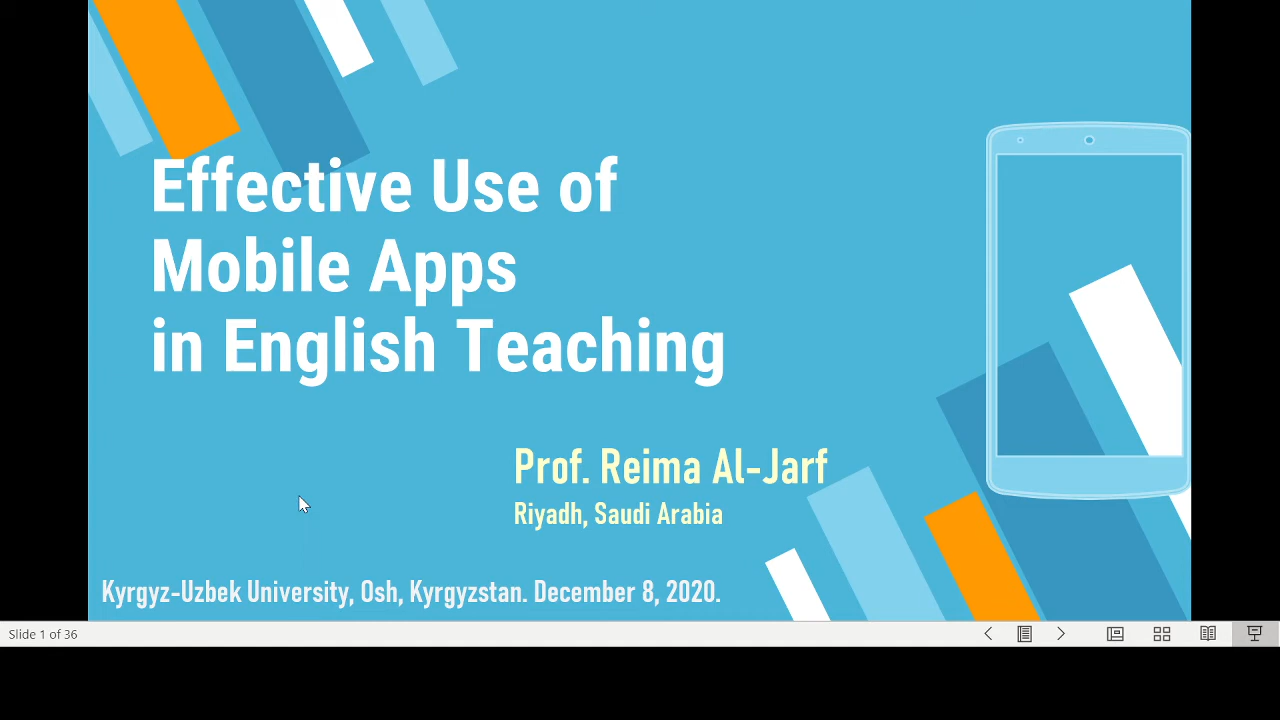 Effective Use of
Mobile Apps
in English Teaching
Prof. Reima Al-Jarf
Riyadh, Saudi Arabia
Kyrgyz-Uzbek University, Osh, Kyrgyzstan. December 8, 2020.
Slide 1 of 36